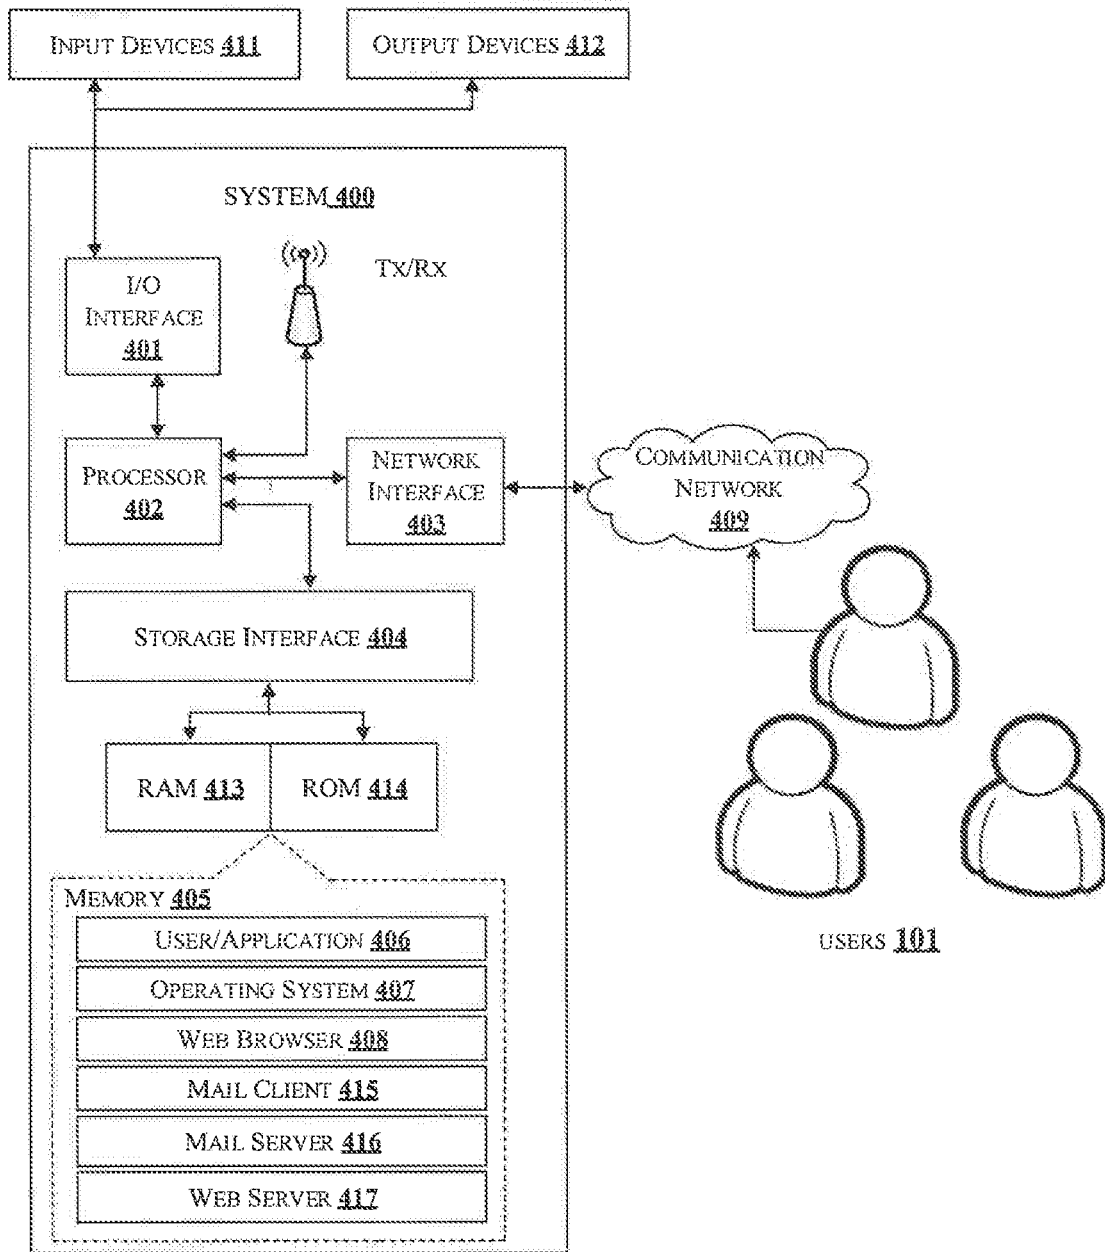 INPUT DEVICES 411
OUTPUT DEVICES 412
SYSTEM 400
I/O
INTERFACE
401
TX/RX
PROCESSOR
402
NETWORK
INTERFACE
403
COMMUNICATION
NETWORK
409
STORAGE INTERFACE 404
RAM 413
ROM 414
MEMORY 405
USER/APPLICATION 406
OPERATING SYSTEM 407
WEB BROWSER 408
MAIL CLIENT 415
MAIL SERVER 416
WEB SERVER 417
USERS 101